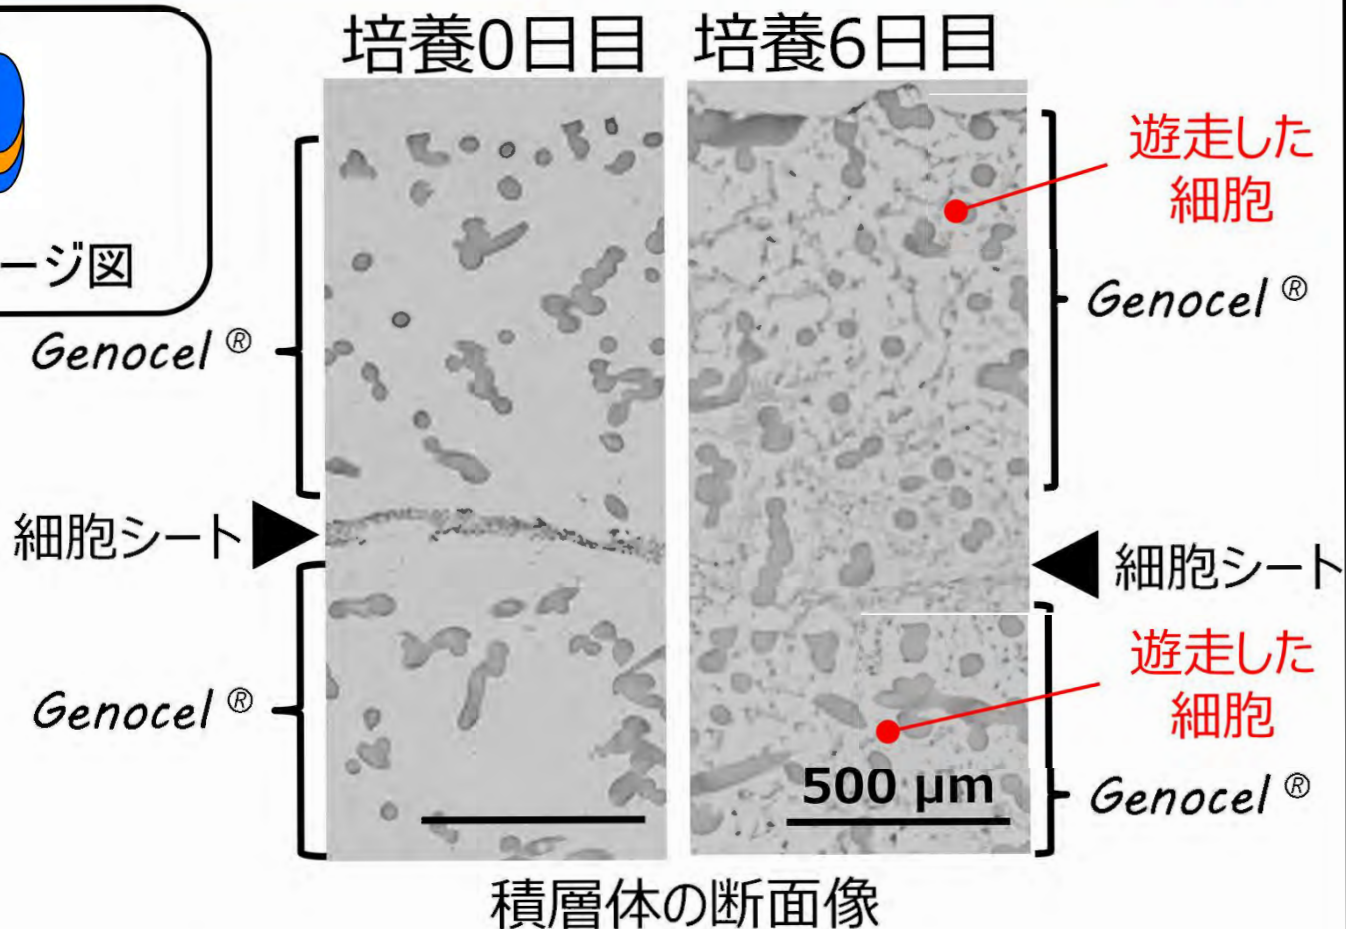 培養0日目
培養6日目
ージ図
遊走した
細胞
Genocel ®
Genocel ®
細胞シート
細胞シート
遊走した
細胞
Genocel ®
Genocel ®
500 µm
積層体の断面像